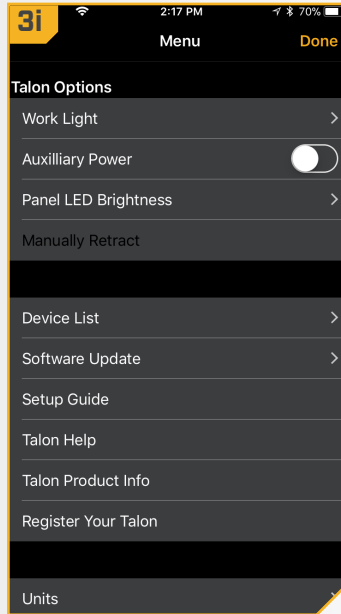 3i
2:17 PM
70%
Menu
Done
Talon Options
Work Light
Auxilliary Power
Panel LED Brightness
Manually Retract
Device List
Software Update
Setup Guide
Talon Help
Talon Product Info
Register Your Talon
Units